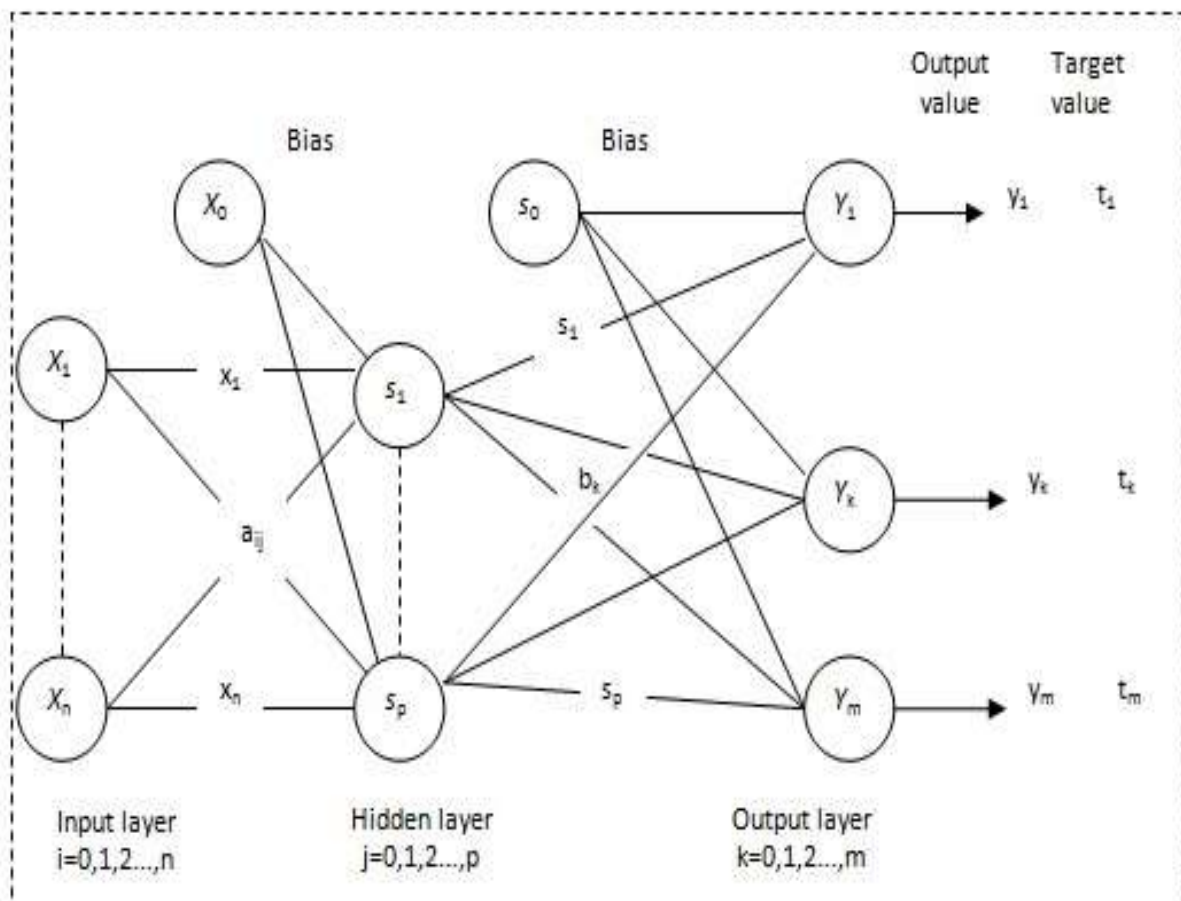 Output Target
value value
Bias Bias
X₀ s₀ Y₁ y₁ t₁
s₁
X₁ x₁ s₁
bₖ Yₖ yₖ tₖ
aᵢⱼ
Xₙ xₙ sₚ sₚ Yₘ yₘ tₘ
Input layer Hidden layer Output layer
i=0,1,2...,n j=0,1,2...,p k=0,1,2...,m